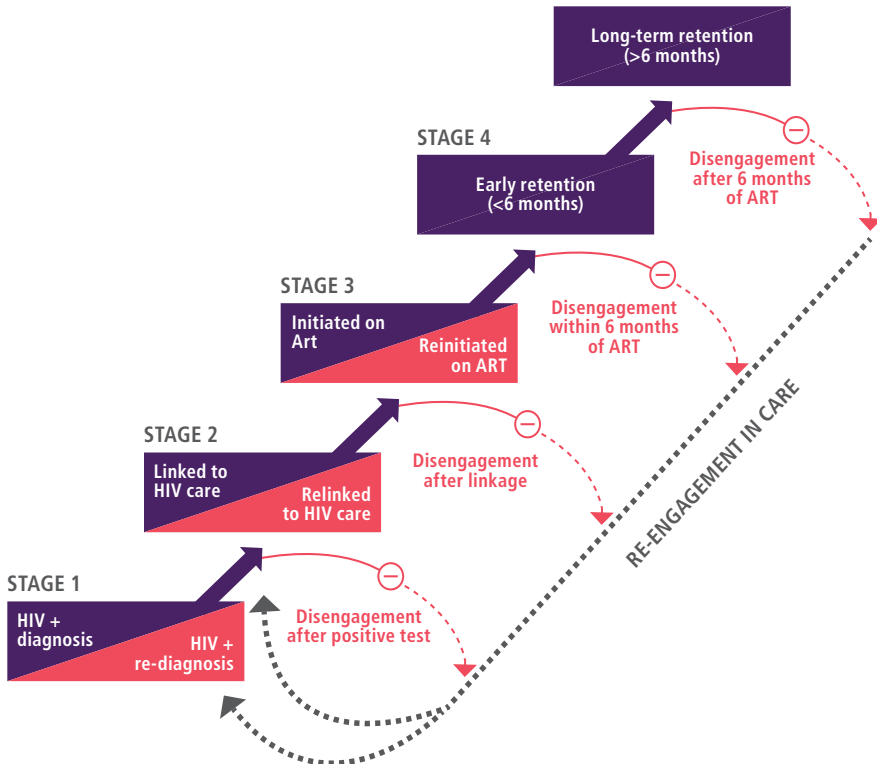 Long-term retention
(>6 months)
STAGE 4
Disengagement
after 6 months
of ART
Early retention
(<6 months)
STAGE 3
Initiated on
Art
Reinitiated
on ART
Disengagement
within 6 months
of ART
STAGE 2
Linked to
HIV care
Relinked
to HIV care
Disengagement
after linkage
RE-ENGAGEMENT IN CARE
STAGE 1
HIV +
diagnosis
HIV +
re-diagnosis
Disengagement
after positive test